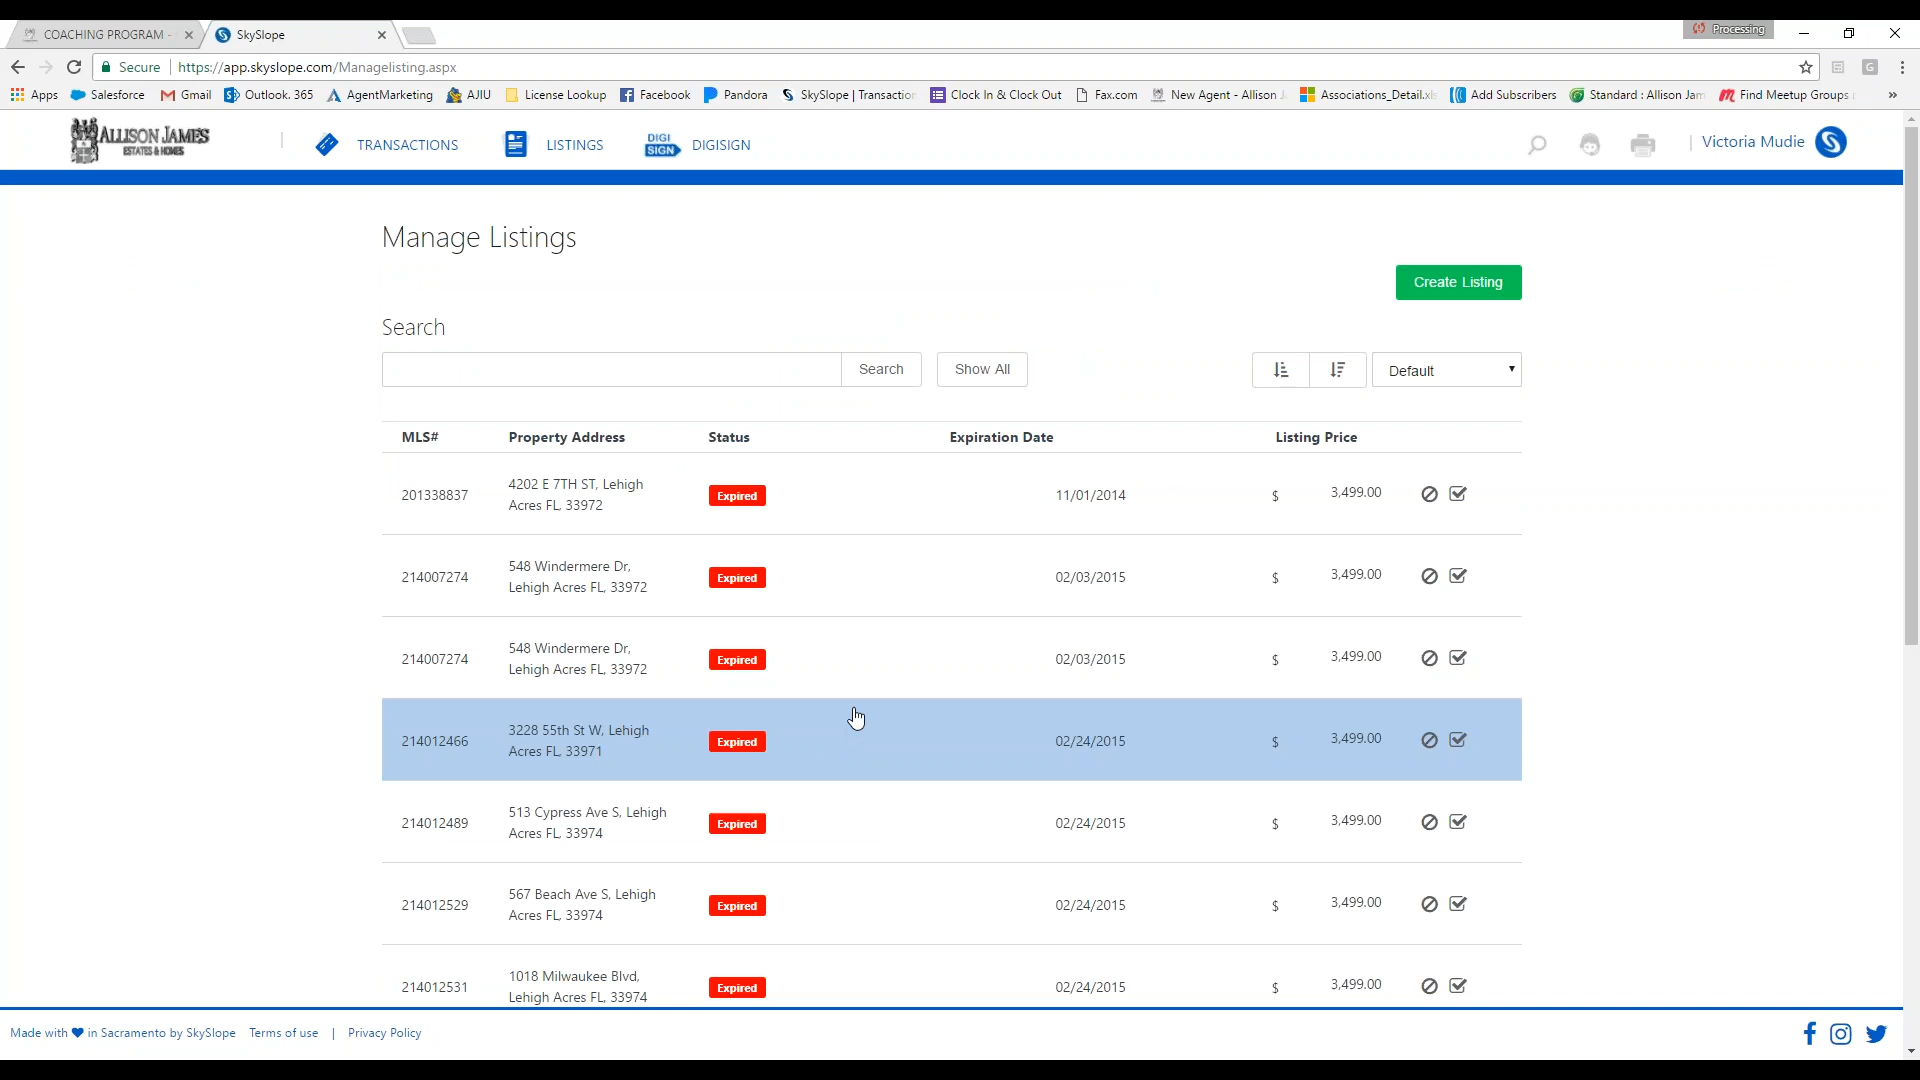 COACHING PROGRAM -
SkySlope
Processing
Secure https://app.skyslope.com/Managelisting.aspx
Apps Salesforce Gmail Outlook. 365 AgentMarketing AJIU License Lookup Facebook Pandora SkySlope | Transaction Clock In & Clock Out Fax.com New Agent - Allison J Associations_Detail.xl Add Subscribers Standard : Allison Jam Find Meetup Groups »
ALLISON JAMES
ESTATES & HOMES
TRANSACTIONS LISTINGS DIGI SIGN DIGISIGN Victoria Mudie
Manage Listings
Create Listing
Search
Search Show All Default
MLS# Property Address Status Expiration Date Listing Price
201338837 4202 E 7TH ST, Lehigh Acres FL, 33972 Expired 11/01/2014 $ 3,499.00
214007274 548 Windermere Dr, Lehigh Acres FL, 33972 Expired 02/03/2015 $ 3,499.00
214007274 548 Windermere Dr, Lehigh Acres FL, 33972 Expired 02/03/2015 $ 3,499.00
214012466 3228 55th St W, Lehigh Acres FL, 33971 Expired 02/24/2015 $ 3,499.00
214012489 513 Cypress Ave S, Lehigh Acres FL, 33974 Expired 02/24/2015 $ 3,499.00
214012529 567 Beach Ave S, Lehigh Acres FL, 33974 Expired 02/24/2015 $ 3,499.00
214012531 1018 Milwaukee Blvd, Lehigh Acres FL, 33974 Expired 02/24/2015 $ 3,499.00
Made with in Sacramento by SkySlope Terms of use | Privacy Policy